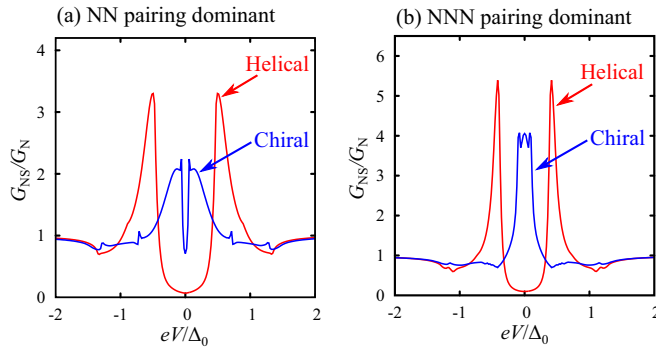 (a) NN pairing dominant
4
3
2
1
0
-2
-1
0
1
2
G_NS/G_N
eV/Δ_0
Helical
Chiral
(b) NNN pairing dominant
6
5
4
3
2
1
0
-2
-1
0
1
2
G_NS/G_N
eV/Δ_0
Helical
Chiral